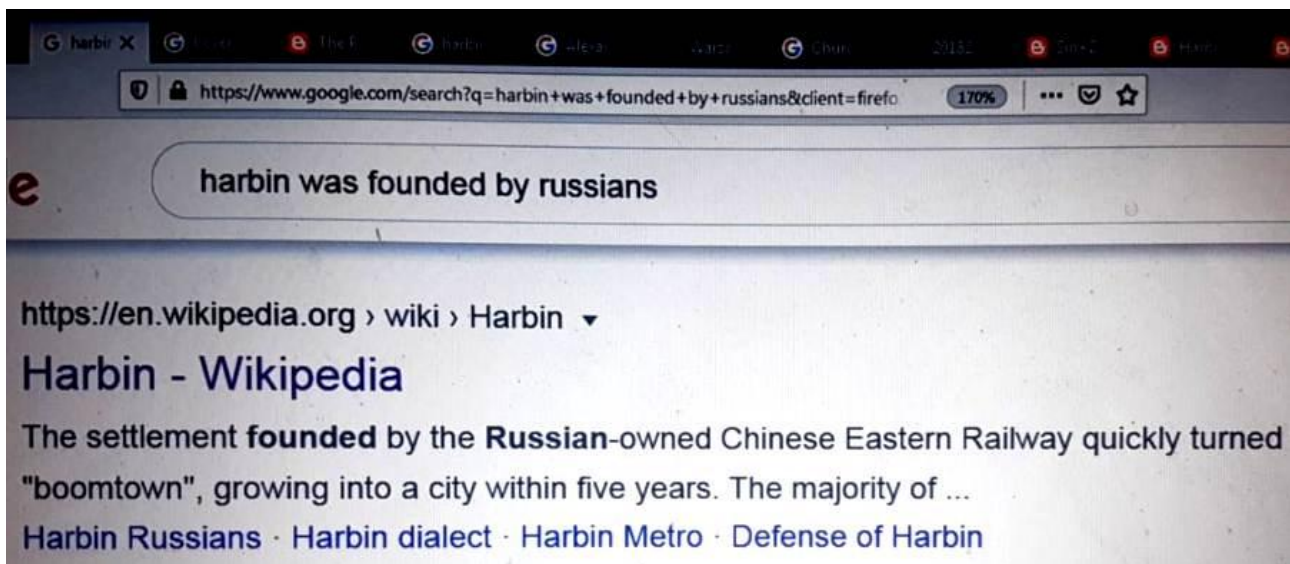 harbin
https://www.google.com/search?q=harbin+was+founded+by+russians&client=firefo 170%
e harbin was founded by russians
https://en.wikipedia.org › wiki › Harbin
Harbin - Wikipedia
The settlement founded by the Russian-owned Chinese Eastern Railway quickly turned
"boomtown", growing into a city within five years. The majority of ...
Harbin Russians · Harbin dialect · Harbin Metro · Defense of Harbin